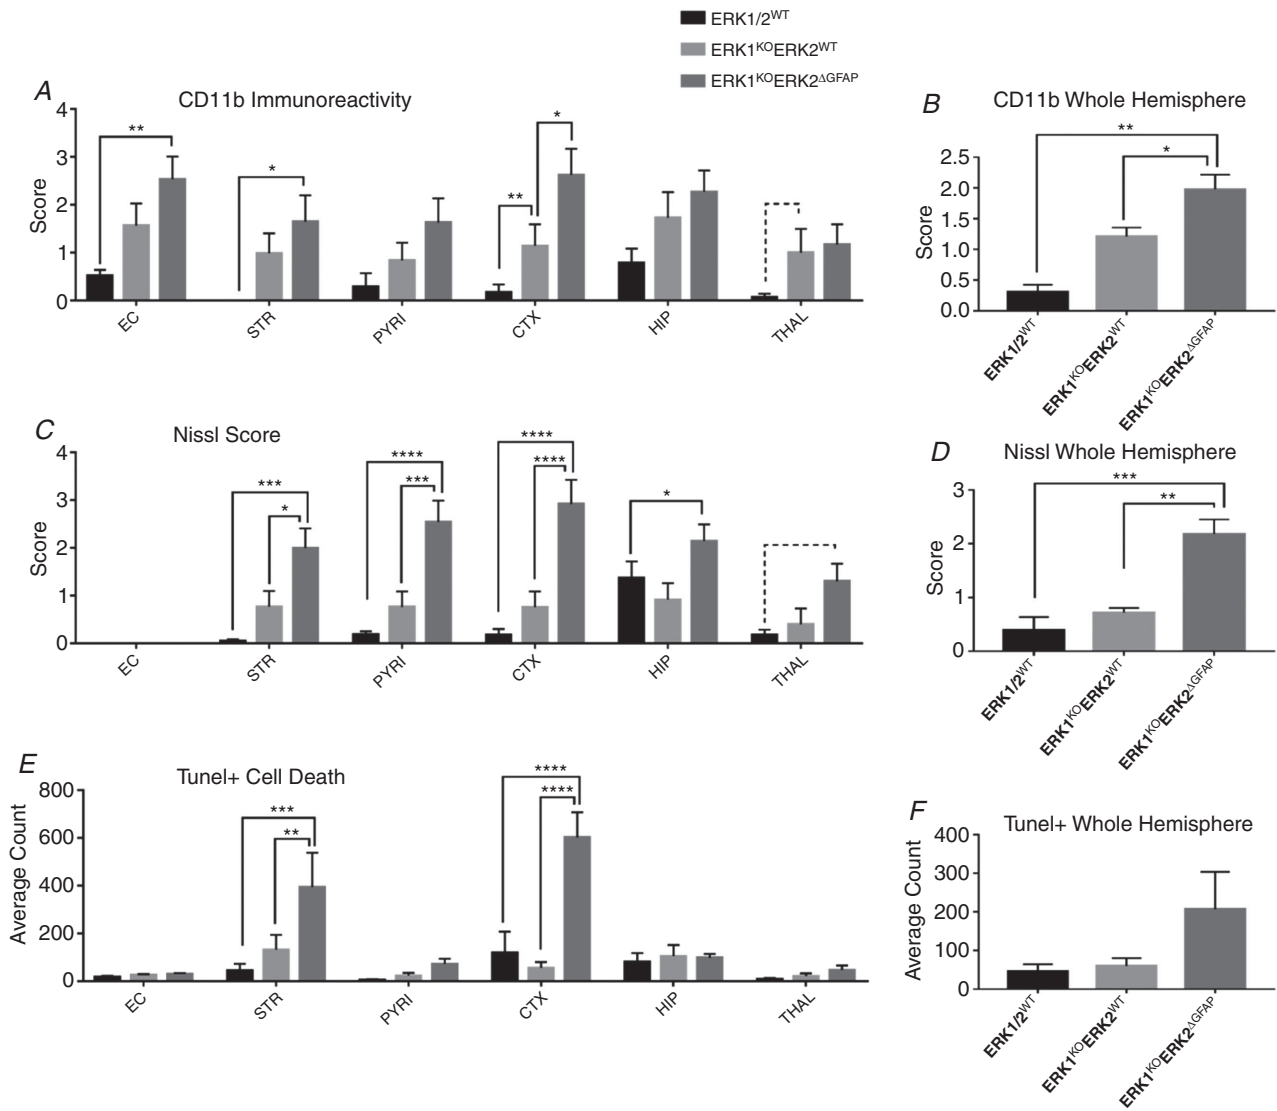 ERK1/2WT
ERK1KOERK2WT
ERK1KOERK2ΔGFAP
A
CD11b Immunoreactivity
Score
4
3
2
1
0
**
*
**
*
EC
STR
PYRI
CTX
HIP
THAL
B
CD11b Whole Hemisphere
Score
2.5
2.0
1.5
1.0
0.5
0.0
**
*
ERK1/2WT
ERK1KOERK2WT
ERK1KOERK2ΔGFAP
C
Nissl Score
Score
4
3
2
1
0
***
*
****
***
****
****
*
EC
STR
PYRI
CTX
HIP
THAL
D
Nissl Whole Hemisphere
Score
3
2
1
0
***
**
ERK1/2WT
ERK1KOERK2WT
ERK1KOERK2ΔGFAP
E
Tunel+ Cell Death
Average Count
800
600
400
200
0
***
**
****
****
EC
STR
PYRI
CTX
HIP
THAL
F
Tunel+ Whole Hemisphere
Average Count
400
300
200
100
0
ERK1/2WT
ERK1KOERK2WT
ERK1KOERK2ΔGFAP